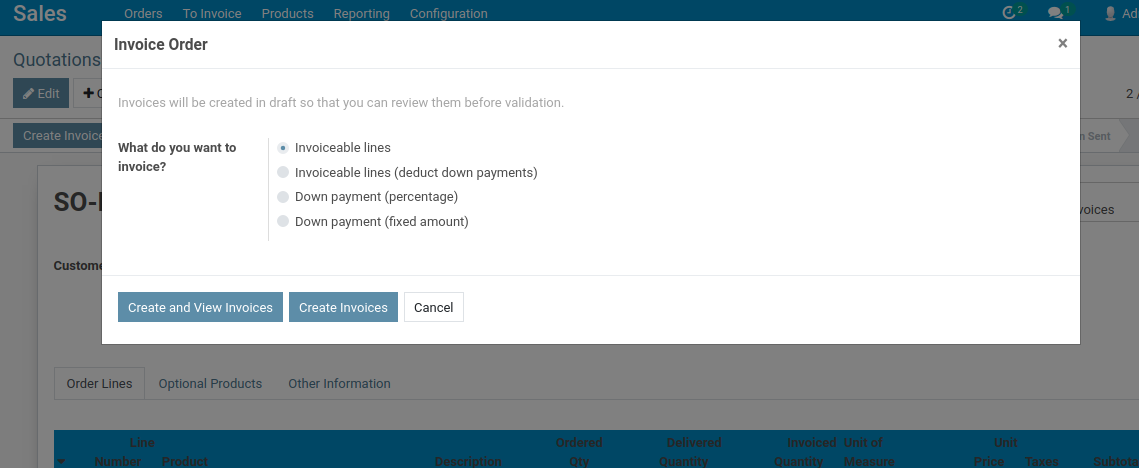 Sales Orders To Invoice Products Reporting Configuration 2 1 Ad
Invoice Order ×
Quotations
Edit
2 /
Invoices will be created in draft so that you can review them before validation.
Create Invoice
n Sent
What do you want to
invoice?
Invoiceable lines
Invoiceable lines (deduct down payments)
Down payment (percentage)
Down payment (fixed amount)
SO-
voices
Custome
Create and View Invoices Create Invoices Cancel
Order Lines Optional Products Other Information
Line Ordered Delivered Invoiced Unit of Unit
Number Product Description Qty Quantity Quantity Measure Price Taxes Subtota